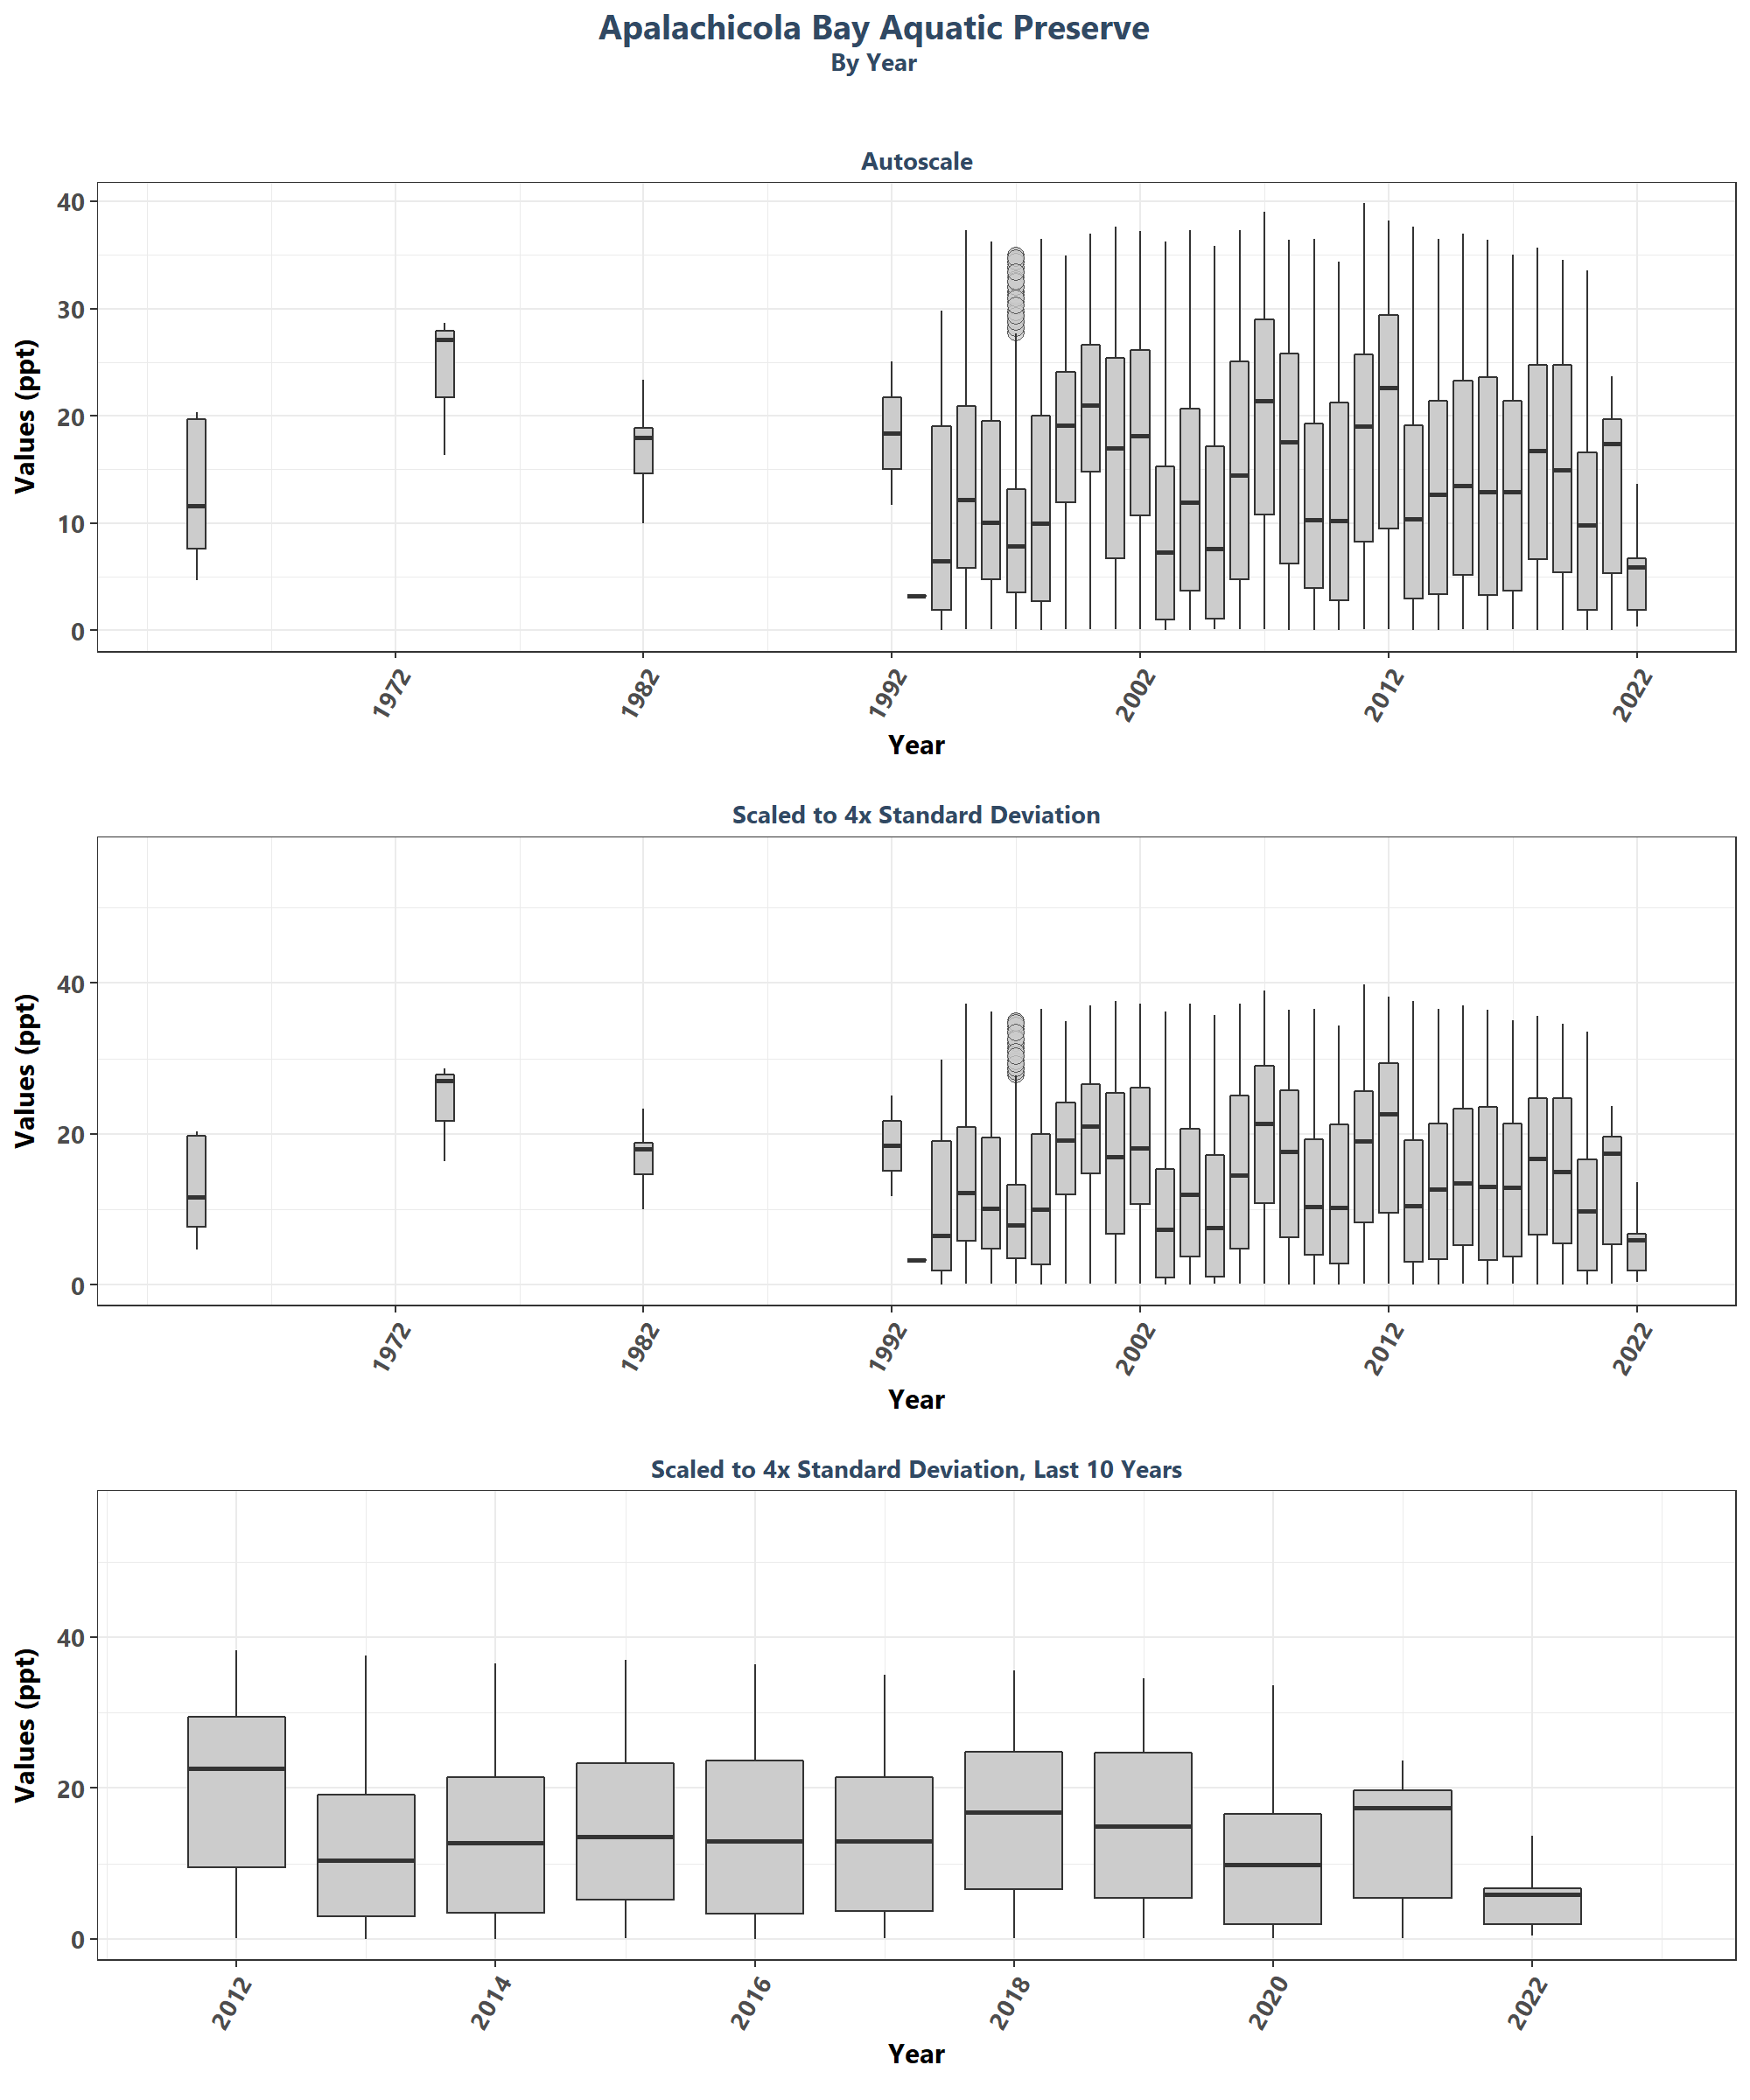 Apalachicola Bay Aquatic Preserve
By Year
Autoscale
Values (ppt)
40
30
20
10
0
1972
1982
1992
2002
2012
2022
Year
Scaled to 4x Standard Deviation
Values (ppt)
40
20
0
1972
1982
1992
2002
2012
2022
Year
Scaled to 4x Standard Deviation, Last 10 Years
Values (ppt)
40
20
0
2012
2014
2016
2018
2020
2022
Year